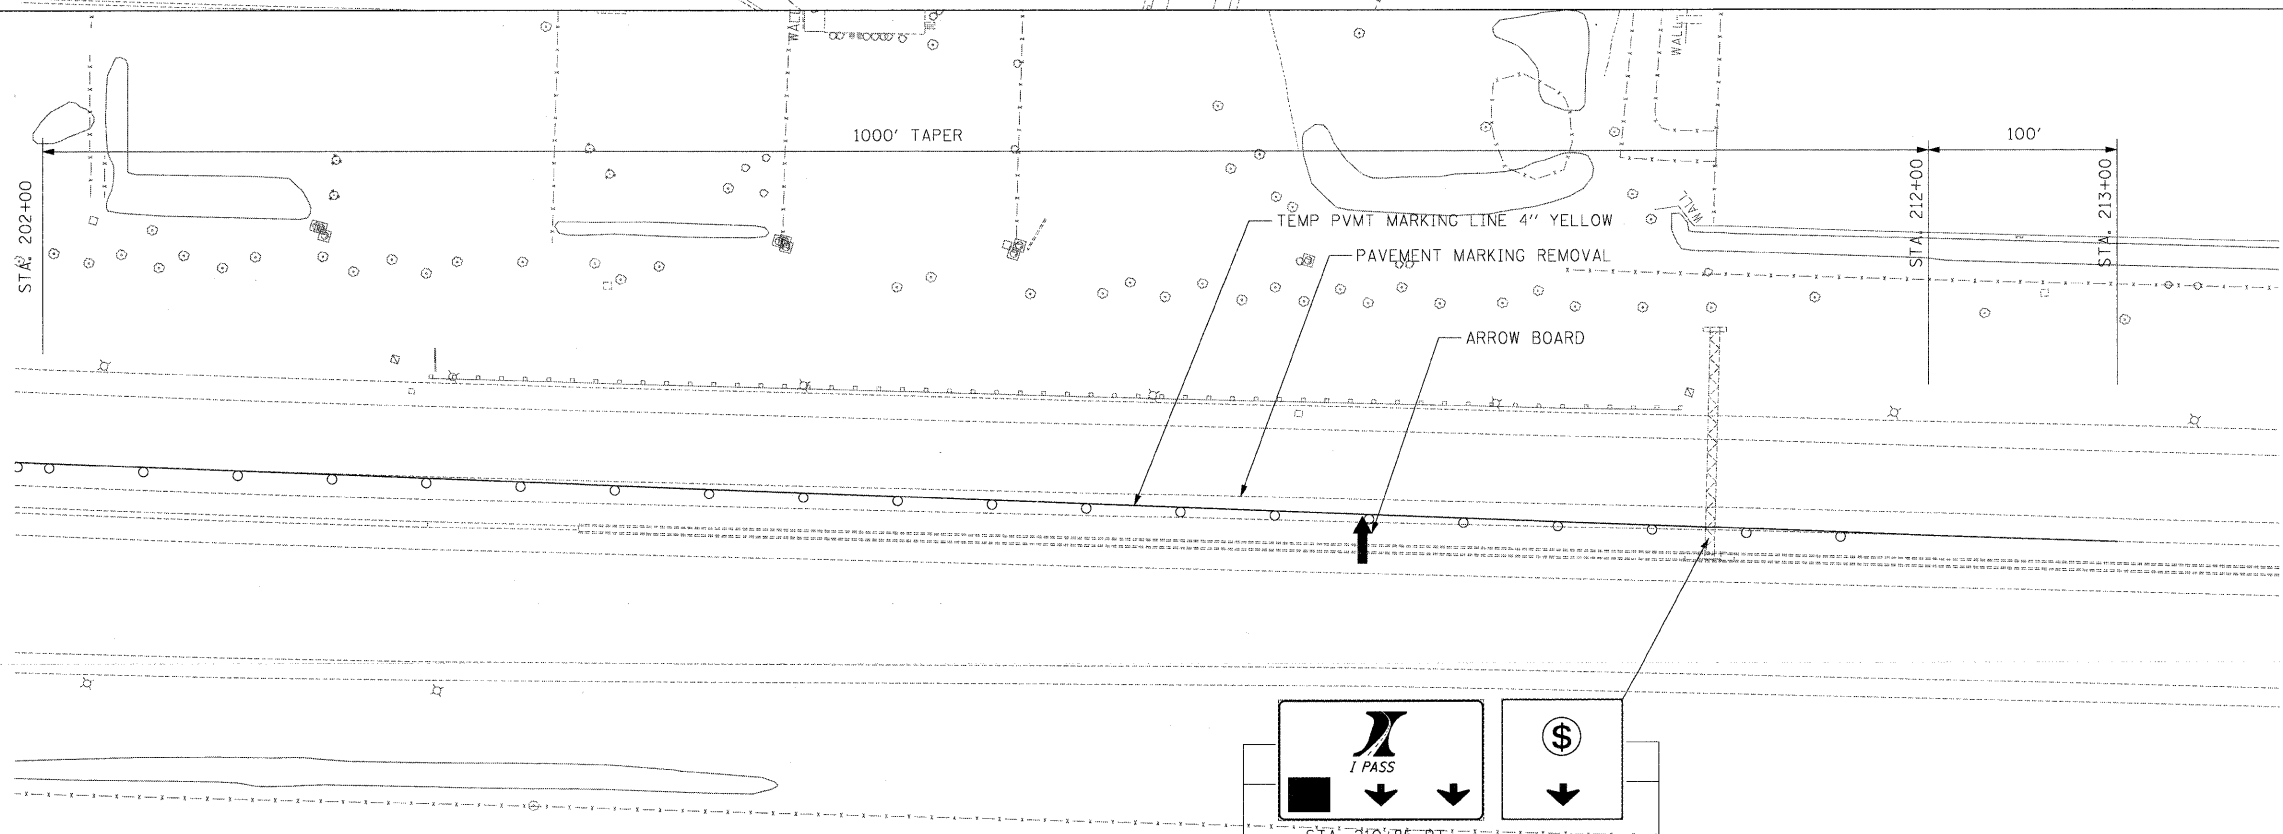 WALL
WALL
1000' TAPER
100'
STA. 202+00
STA. 212+00
STA. 213+00
WALL
TEMP PVMT MARKING LINE 4" YELLOW
PAVEMENT MARKING REMOVAL
ARROW BOARD
I PASS
$